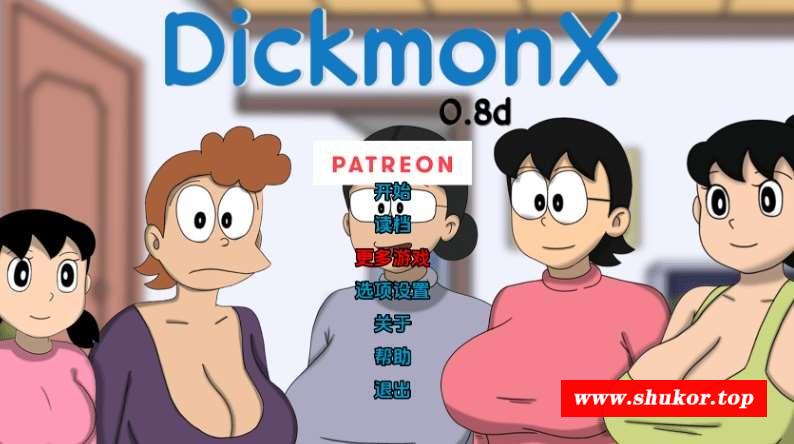 DickmonX
0.8d
PATREON
开始
读档
更多游戏
选项设置
关于
帮助
退出
www.shukor.top